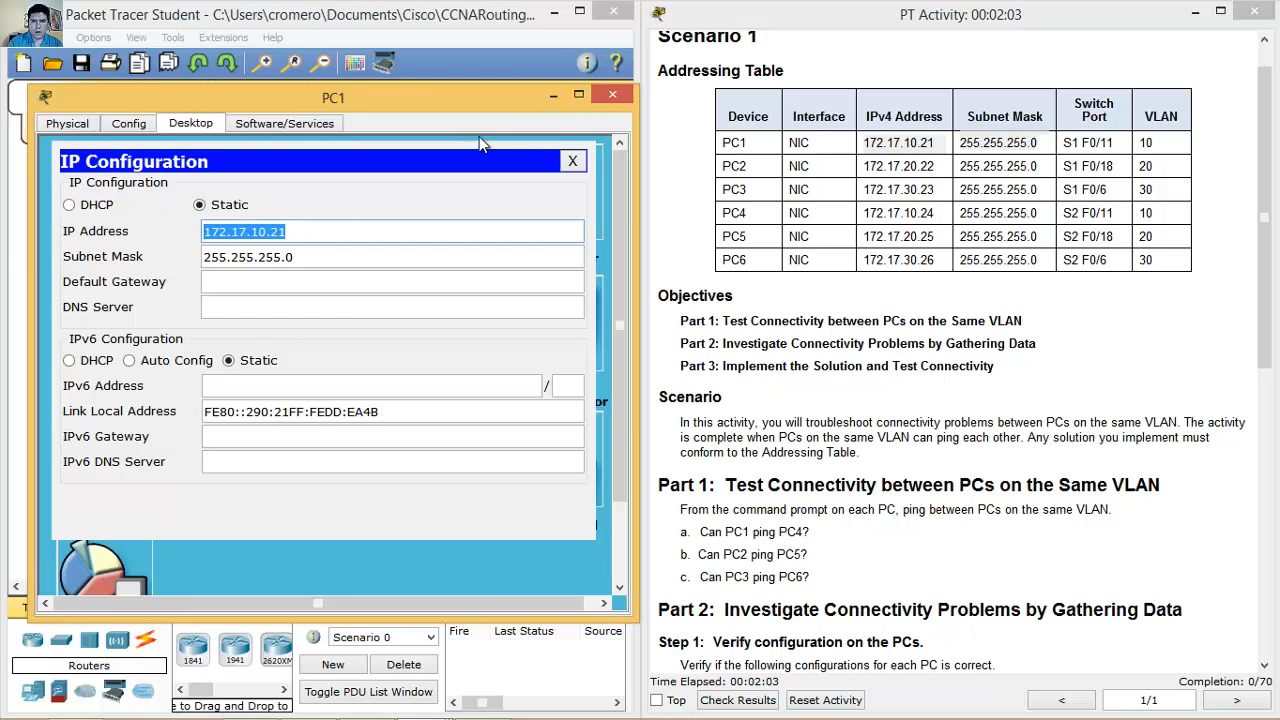 Packet Tracer Student - C:\Users\cromero\Documents\Cisco\CCNARouting...
Options View Tools Extensions Help
PC1
Physical Config Desktop Software/Services
IP Configuration X
IP Configuration
DHCP Static
IP Address 172.17.10.21
Subnet Mask 255.255.255.0
Default Gateway
DNS Server
IPv6 Configuration
DHCP Auto Config Static
IPv6 Address /
Link Local Address FE80::290:21FF:FEDD:EA4B
IPv6 Gateway
IPv6 DNS Server
Scenario 0
Fire Last Status Source
1841 1941 2620XM
New Delete
Routers
Toggle PDU List Window
e to Drag and Drop to
PT Activity: 00:02:03
Scenario 1
Addressing Table
Device Interface IPv4 Address Subnet Mask Switch Port VLAN
PC1 NIC 172.17.10.21 255.255.255.0 S1 F0/11 10
PC2 NIC 172.17.20.22 255.255.255.0 S1 F0/18 20
PC3 NIC 172.17.30.23 255.255.255.0 S1 F0/6 30
PC4 NIC 172.17.10.24 255.255.255.0 S2 F0/11 10
PC5 NIC 172.17.20.25 255.255.255.0 S2 F0/18 20
PC6 NIC 172.17.30.26 255.255.255.0 S2 F0/6 30
Objectives
Part 1: Test Connectivity between PCs on the Same VLAN
Part 2: Investigate Connectivity Problems by Gathering Data
Part 3: Implement the Solution and Test Connectivity
Scenario
In this activity, you will troubleshoot connectivity problems between PCs on the same VLAN. The activity
is complete when PCs on the same VLAN can ping each other. Any solution you implement must
conform to the Addressing Table.
Part 1: Test Connectivity between PCs on the Same VLAN
From the command prompt on each PC, ping between PCs on the same VLAN.
a. Can PC1 ping PC4?
b. Can PC2 ping PC5?
c. Can PC3 ping PC6?
Part 2: Investigate Connectivity Problems by Gathering Data
Step 1: Verify configuration on the PCs.
Verify if the following configurations for each PC is correct.
Time Elapsed: 00:02:03 Completion: 0/70
Top Check Results Reset Activity < 1/1 >